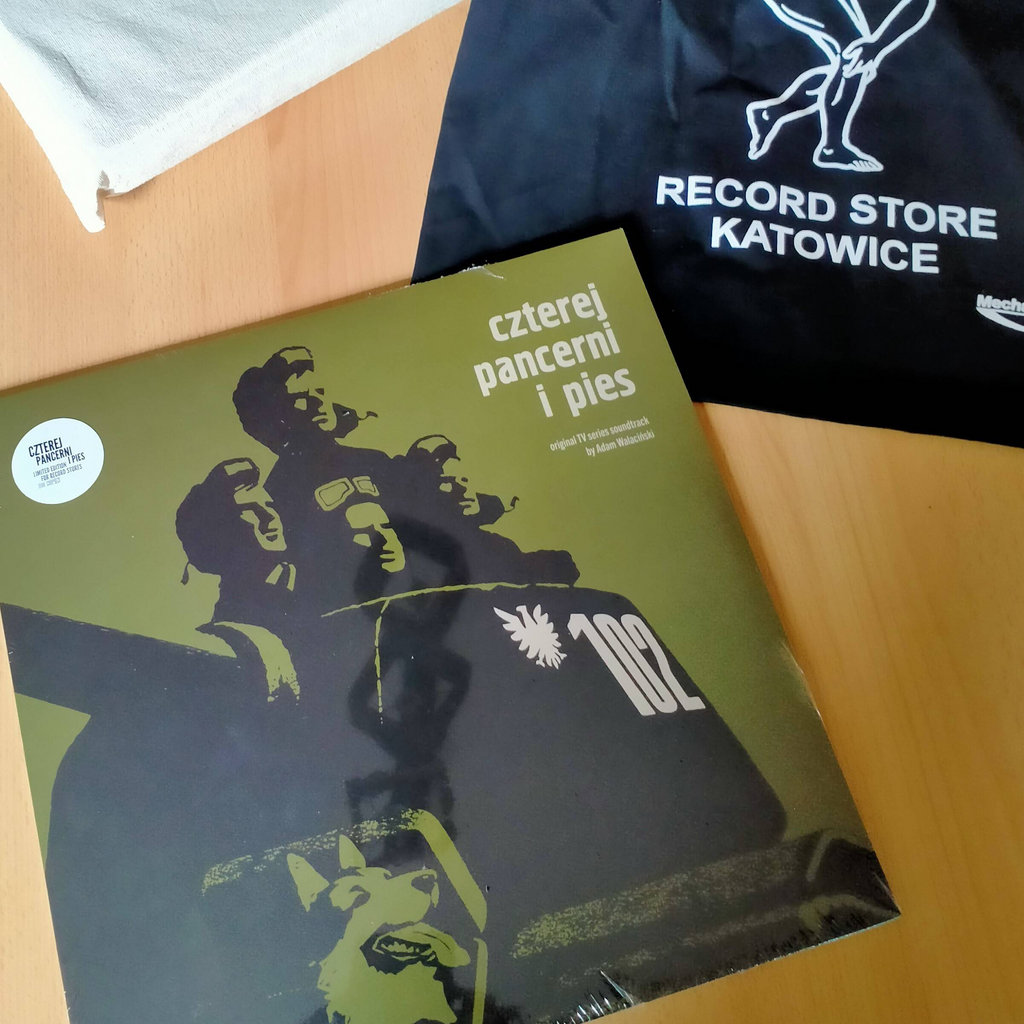 RECORD STORE
KATOWICE
czterej
pancerni
i pies
original TV series soundtrack
by Adam Walaciński
CZTEREJ
PANCERNI
I PIES
LIMITED EDITION
FOR RECORD STORES
102